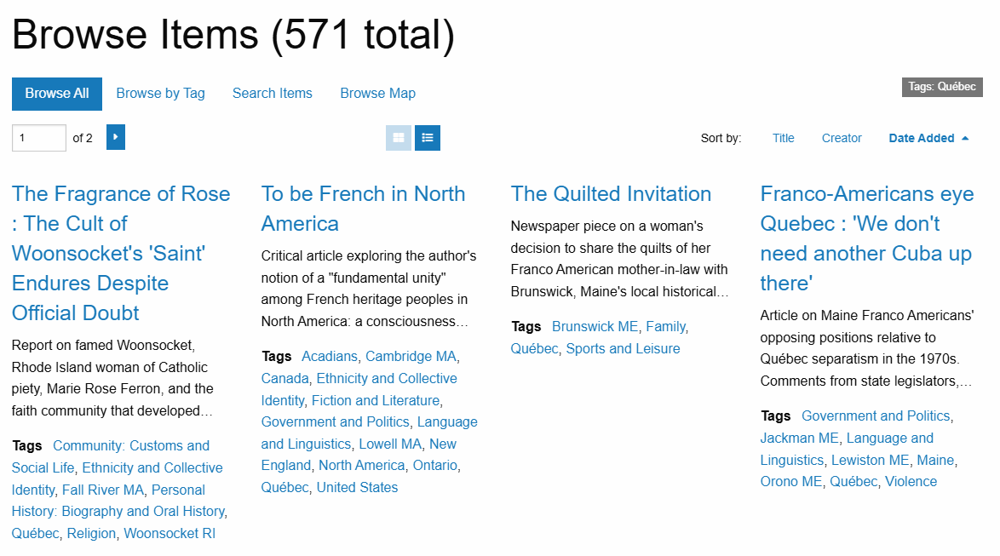 Browse Items (571 total)
Browse All
Browse by Tag
Search Items
Browse Map
Tags: Québec
1
of 2
Sort by:
Title
Creator
Date Added
The Fragrance of Rose
: The Cult of
Woonsocket's 'Saint'
Endures Despite
Official Doubt
Report on famed Woonsocket,
Rhode Island woman of Catholic
piety, Marie Rose Ferron, and the
faith community that developed…
Tags Community: Customs and
Social Life, Ethnicity and Collective
Identity, Fall River MA, Personal
History: Biography and Oral History,
Québec, Religion, Woonsocket RI
To be French in North
America
Critical article exploring the author's
notion of a "fundamental unity"
among French heritage peoples in
North America: a consciousness…
Tags Acadians, Cambridge MA,
Canada, Ethnicity and Collective
Identity, Fiction and Literature,
Government and Politics, Language
and Linguistics, Lowell MA, New
England, North America, Ontario,
Québec, United States
The Quilted Invitation
Newspaper piece on a woman's
decision to share the quilts of her
Franco American mother-in-law with
Brunswick, Maine's local historical…
Tags Brunswick ME, Family,
Québec, Sports and Leisure
Franco-Americans eye
Quebec : 'We don't
need another Cuba up
there'
Article on Maine Franco Americans'
opposing positions relative to
Québec separatism in the 1970s.
Comments from state legislators,…
Tags Government and Politics,
Jackman ME, Language and
Linguistics, Lewiston ME, Maine,
Orono ME, Québec, Violence